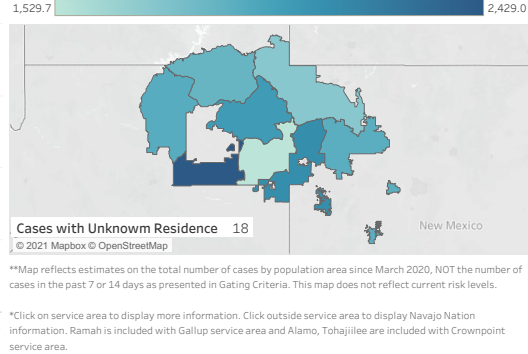 1,529.7
2,429.0
Cases with Unknowm Residence 18
New Mexico
© 2021 Mapbox © OpenStreetMap
**Map reflects estimates on the total number of cases by population area since March 2020, NOT the number of
cases in the past 7 or 14 days as presented in Gating Criteria. This map does not reflect current risk levels.
*Click on service area to display more information. Click outside service area to display Navajo Nation
information. Ramah is included with Gallup service area and Alamo, Tohajiilee are included with Crownpoint
service area.